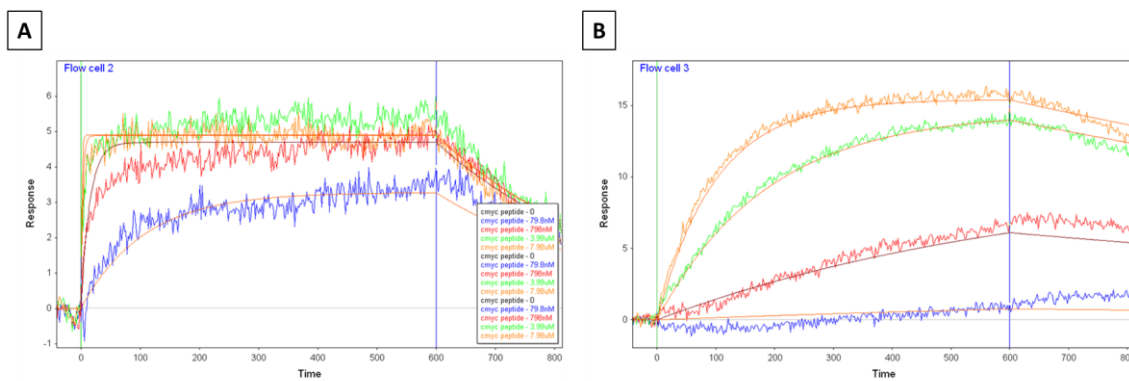 A
Flow cell 2
Response
6
5
4
3
2
1
0
-1
0
100
200
300
400
500
600
700
800
Time
cmyc peptide - 0
cmyc peptide - 79.8nM
cmyc peptide - 798nM
cmyc peptide - 3.99uM
cmyc peptide - 7.98uM
cmyc peptide - 0
cmyc peptide - 79.8nM
cmyc peptide - 798nM
cmyc peptide - 3.99uM
cmyc peptide - 7.98uM
cmyc peptide - 0
cmyc peptide - 79.8nM
cmyc peptide - 798nM
cmyc peptide - 3.99uM
cmyc peptide - 7.98uM
B
Flow cell 3
Response
15
10
5
0
0
100
200
300
400
500
600
700
Time